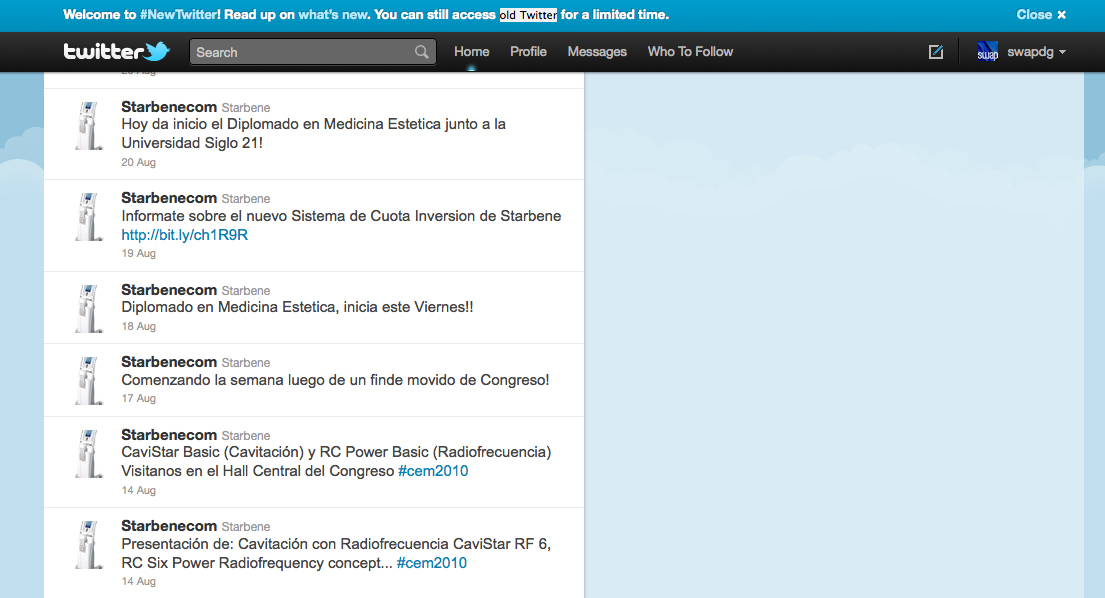 Welcome to #NewTwitter! Read up on what's new. You can still access old Twitter for a limited time.
Close ×
twitter
Search
Home
Profile
Messages
Who To Follow
swap
swapdg
20 Aug
Starbenecom Starbene
Hoy da inicio el Diplomado en Medicina Estetica junto a la
Universidad Siglo 21!
20 Aug
Starbenecom Starbene
Informate sobre el nuevo Sistema de Cuota Inversion de Starbene
http://bit.ly/ch1R9R
19 Aug
Starbenecom Starbene
Diplomado en Medicina Estetica, inicia este Viernes!!
18 Aug
Starbenecom Starbene
Comenzando la semana luego de un finde movido de Congreso!
17 Aug
Starbenecom Starbene
CaviStar Basic (Cavitación) y RC Power Basic (Radiofrecuencia)
Visitanos en el Hall Central del Congreso #cem2010
14 Aug
Starbenecom Starbene
Presentación de: Cavitación con Radiofrecuencia CaviStar RF 6,
RC Six Power Radiofrequency concept... #cem2010
14 Aug